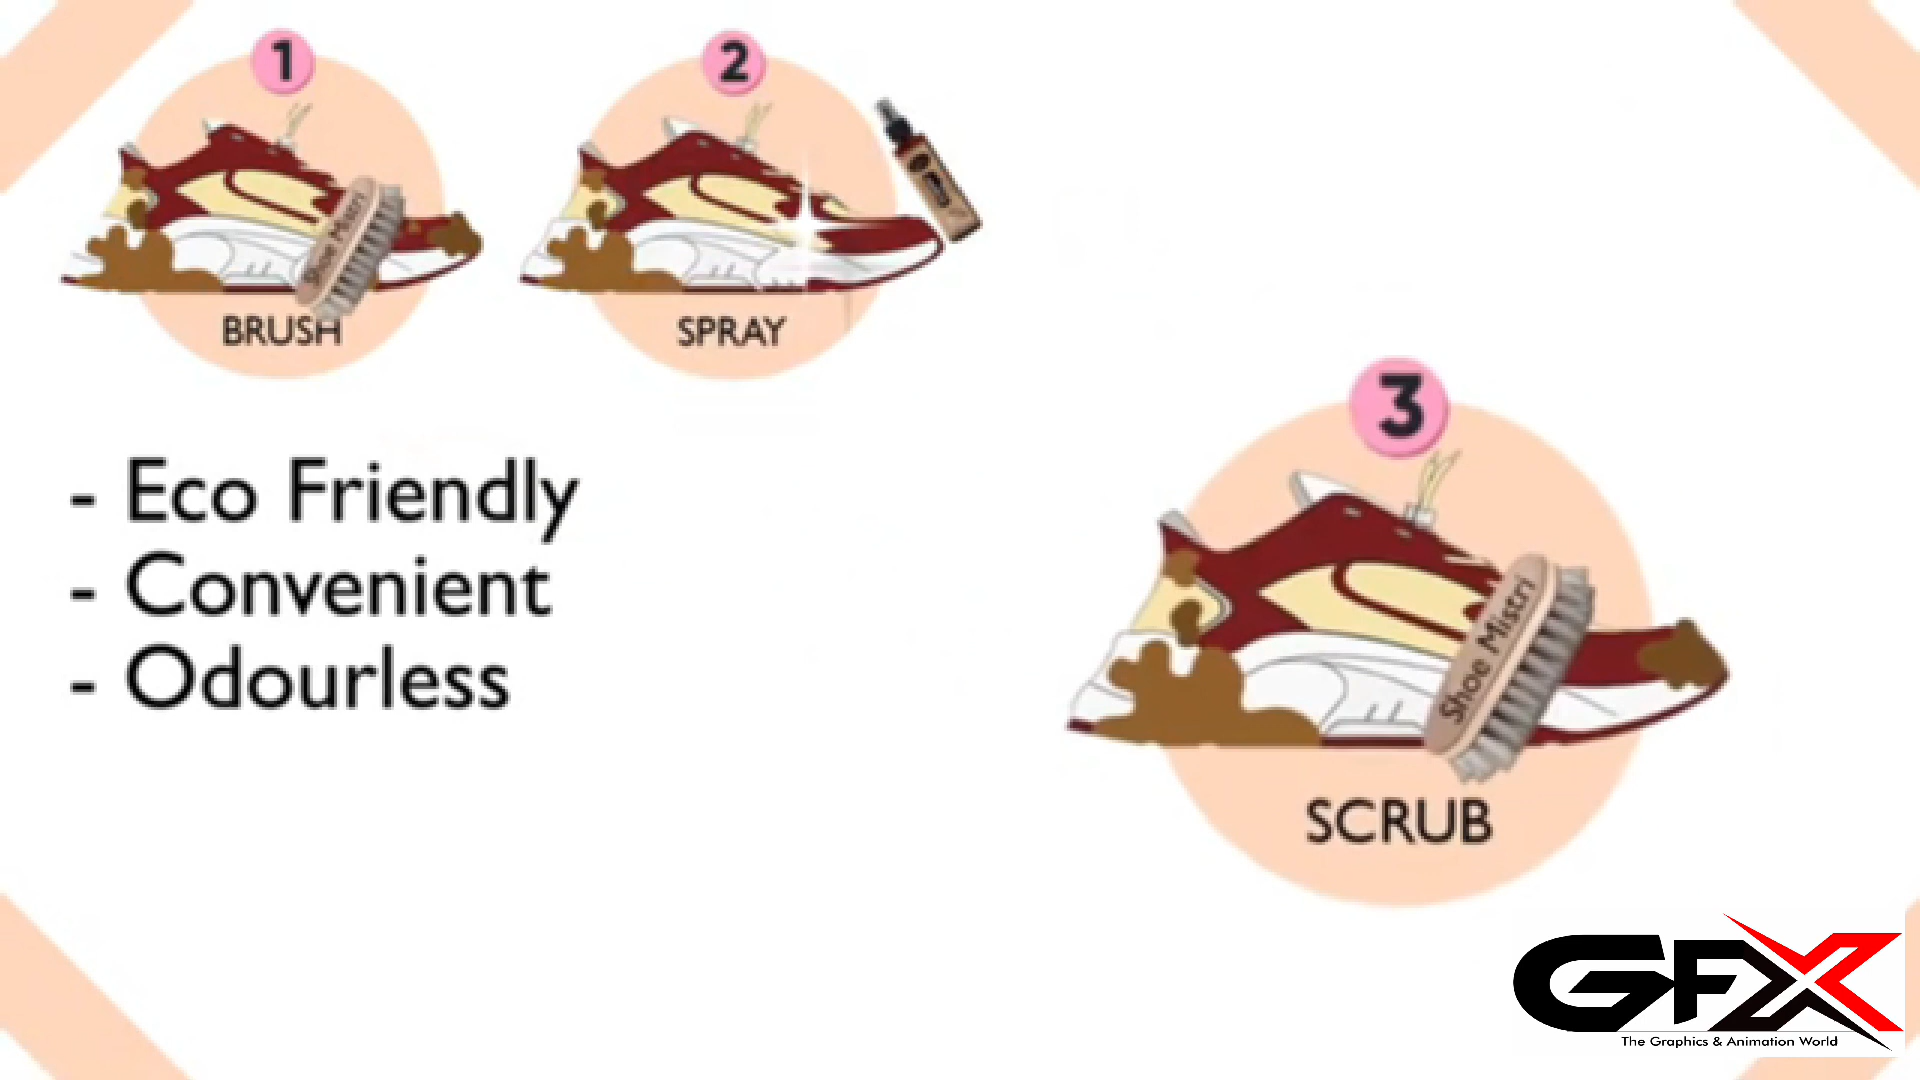 1
2
Shoe Mistri
BRUSH
SPRAY
- Eco Friendly
- Convenient
- Odourless
3
Shoe Mistri
SCRUB
GFX
The Graphics & Animation World